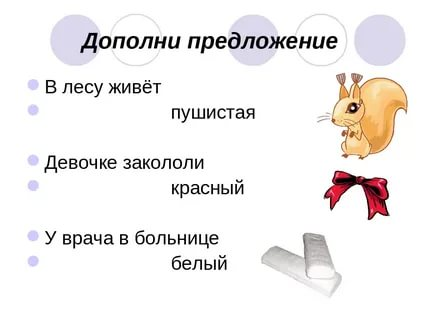 Дополни предложение
В лесу живёт
пушистая
Девочке закололи
красный
У врача в больнице
белый